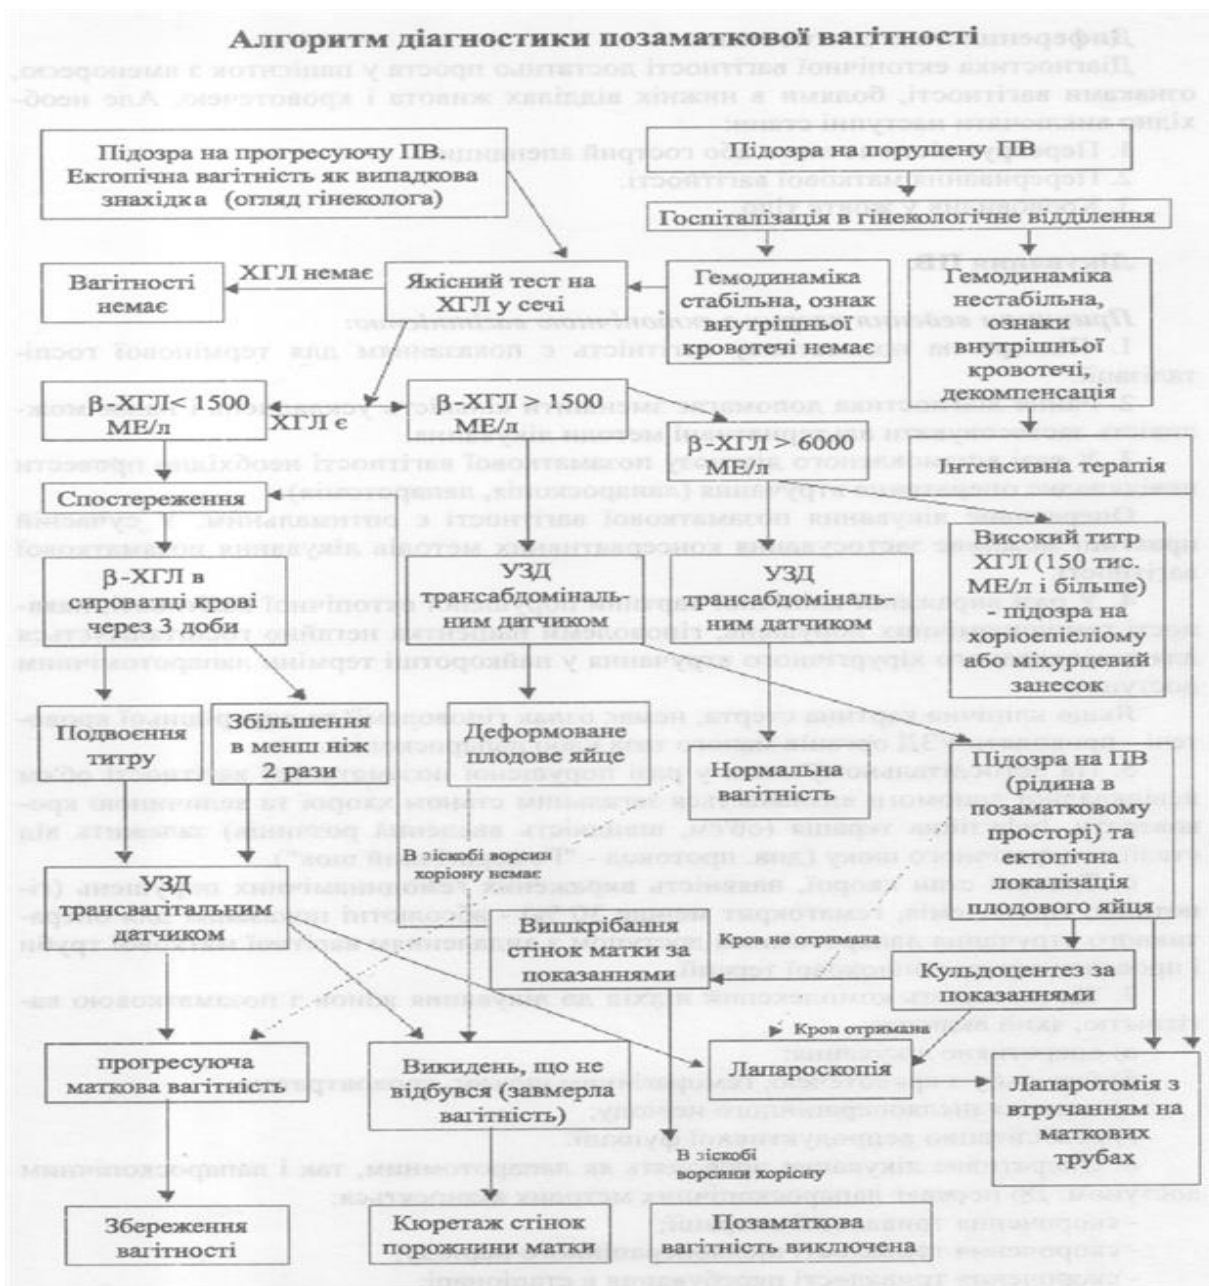 Алгоритм діагностики позаматкової вагітності
Підозра на прогресуючу ПВ.
Ектопічна вагітність як випадкова
знахідка (огляд гінеколога)
Підозра на порушену ПВ
Госпіталізація в гінекологічне відділення
Вагітності
немає
ХГЛ немає
Якісний тест на
ХГЛ у сечі
Гемодинаміка
стабільна, ознак
внутрішньої
кровотечі немає
Гемодинаміка
нестабільна,
ознаки
внутрішньої
кровотечі,
декомпенсація
β-ХГЛ< 1500
МЕ/л
ХГЛ є
β-ХГЛ > 1500
МЕ/л
β-ХГЛ > 6000
МЕ/л
Інтенсивна терапія
Спостереження
β-ХГЛ в
сироватці крові
через 3 доби
УЗД
трансабдоміналь-
ним датчиком
УЗД
трансабдоміналь-
ним датчиком
Високий титр
ХГЛ (150 тис.
МЕ/л і більше)
- підозра на
хоріонепіселіому
або міхурцевий
занесок
Подвоєння
титру
Збільшення
в менш ніж
2 рази
Деформоване
плодове яйце
Нормальна
вагітність
Підозра на ПВ
(рідина в
позаматковому
просторі) та
ектопічна
локалізація
плодового яйця
В зіскобі ворсин
хоріону немає
УЗД
трансвагітальним
датчиком
Вишкрібання
стінок матки за
показаннями
Кров не отримана
Кульдоцентез за
показаннями
Кров отримана
прогресуюча
маткова вагітність
Викидень, що не
відбувся (завмерла
вагітність)
Лапароскопія
Лапаротомія з
втручанням на
маткових
трубах
В зіскобі
ворсини хоріону
Збереження
вагітності
Кюретаж стінок
порожнини матки
Позаматкова
вагітність виключена